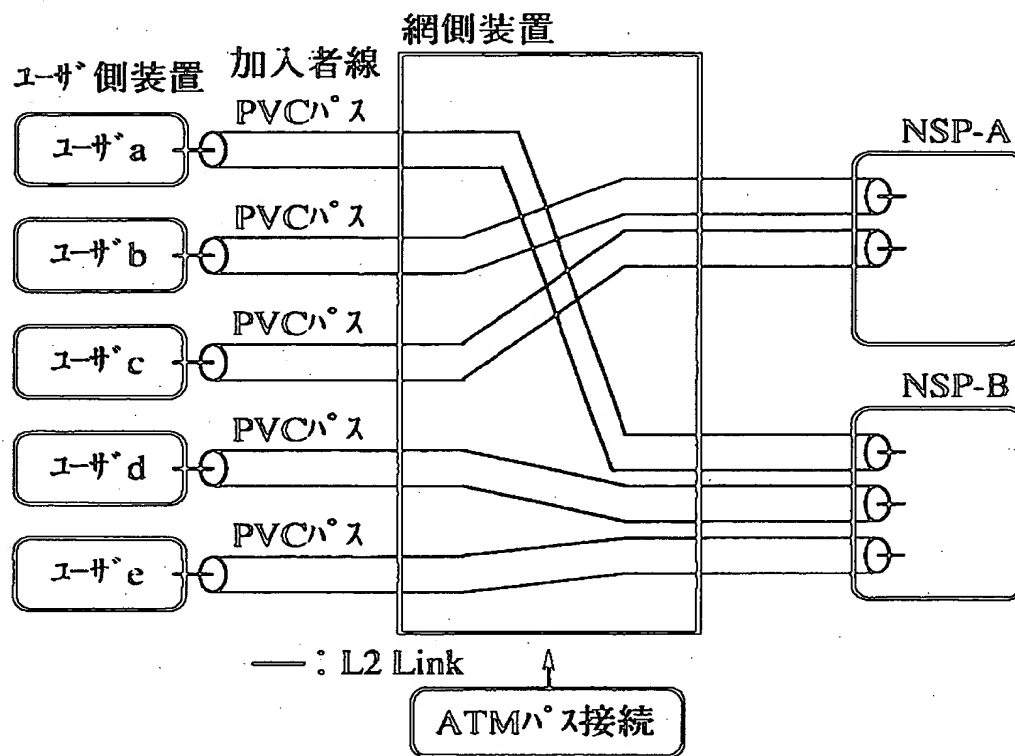 網側装置
ﾕｰｻﾞ側装置
加入者線
PVCﾊﾟｽ
ﾕｰｻﾞa
NSP-A
PVCﾊﾟｽ
ﾕｰｻﾞb
PVCﾊﾟｽ
ﾕｰｻﾞc
NSP-B
PVCﾊﾟｽ
ﾕｰｻﾞd
PVCﾊﾟｽ
ﾕｰｻﾞe
—：L2 Link
ATMﾊﾟｽ接続